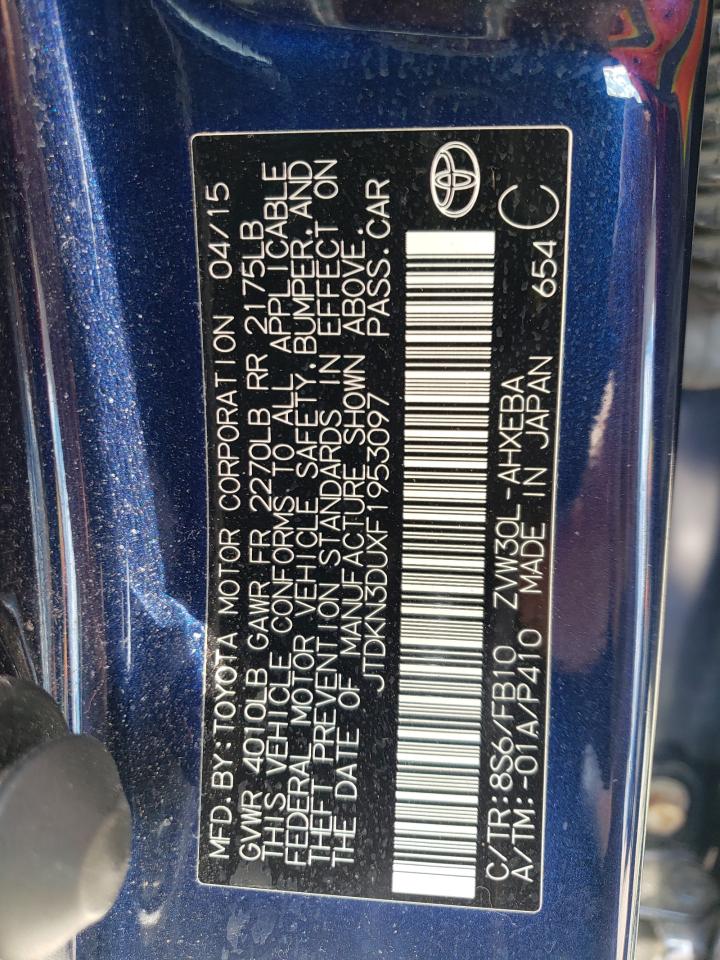 MFD. BY: TOYOTA MOTOR CORPORATION 04/15
GVWR 4010LB GAWR FR 2270LB RR 2175LB
THIS VEHICLE CONFORMS TO ALL APPLICABLE
FEDERAL MOTOR VEHICLE SAFETY, BUMPER, AND
THEFT PREVENTION STANDARDS IN EFFECT ON
THE DATE OF MANUFACTURE SHOWN ABOVE.
JTDKN3DUXF1953097 PASS. CAR
C/TR: 8S6/FB10 ZVW30L-AHXEBA 654
A/TM: -01A/P410 MADE IN JAPAN C